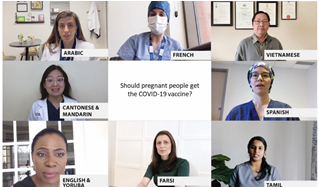 ARABIC
FRENCH
VIETNAMESE
CANTONESE &
MANDARIN
Should pregnant people get
the COVID-19 vaccine?
SPANISH
ENGLISH &
YORUBA
FARSI
TAMIL